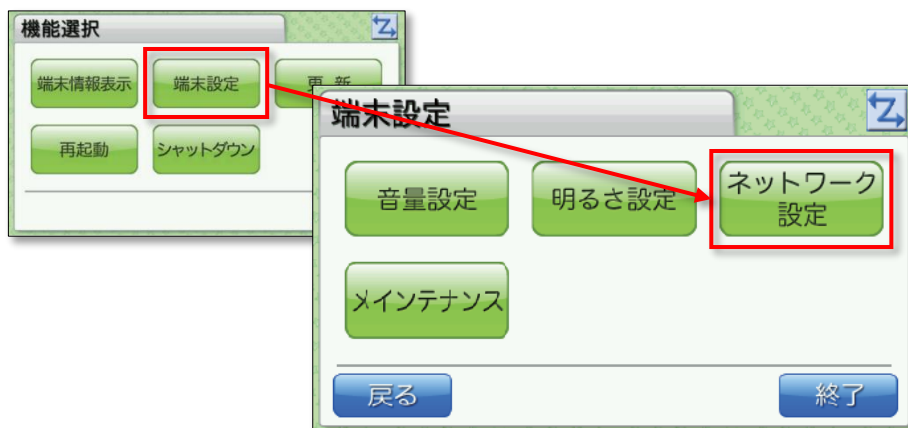 機能選択
端末情報表示
端末設定
更 新
再起動
シャットダウン
端末設定
音量設定
明るさ設定
ネットワーク
設定
メインテナンス
戻る
終了